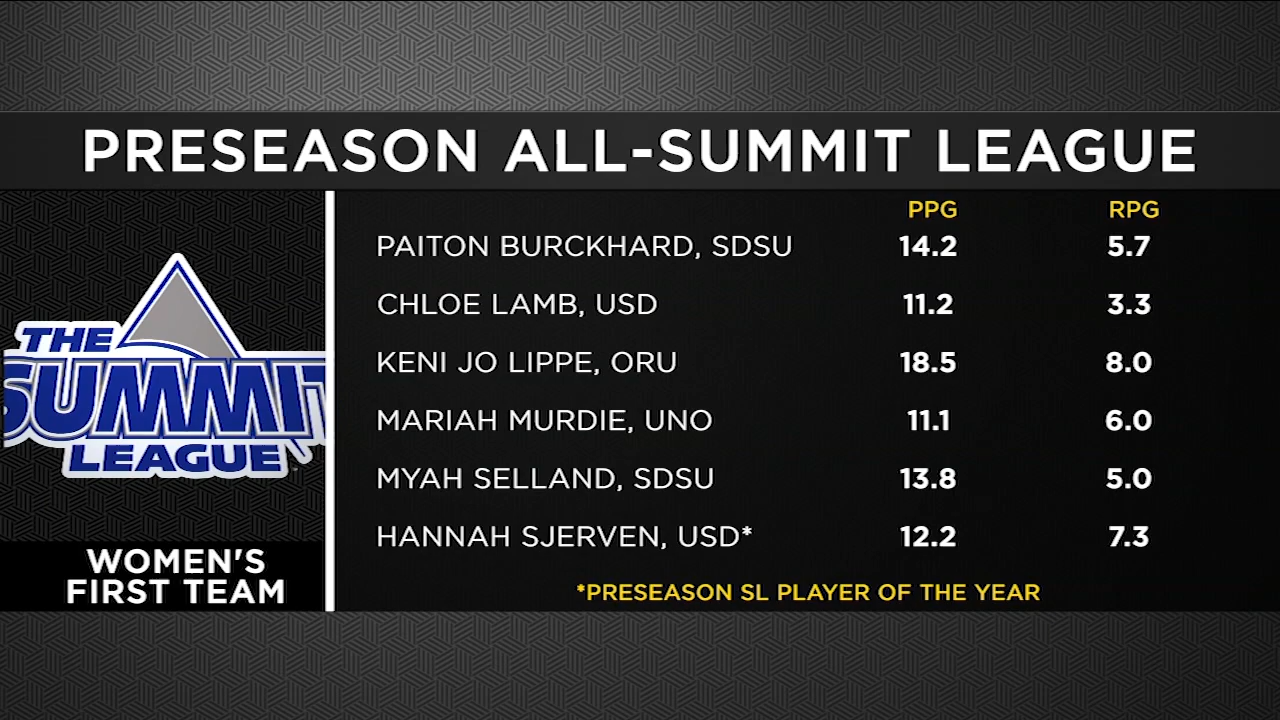 PRESEASON ALL-SUMMIT LEAGUE
THE
SUMMIT
LEAGUE
WOMEN'S
FIRST TEAM
PPG RPG
PAITON BURCKHARD, SDSU 14.2 5.7
CHLOE LAMB, USD 11.2 3.3
KENI JO LIPPE, ORU 18.5 8.0
MARIAH MURDIE, UNO 11.1 6.0
MYAH SELLAND, SDSU 13.8 5.0
HANNAH SJERVEN, USD* 12.2 7.3
*PRESEASON SL PLAYER OF THE YEAR